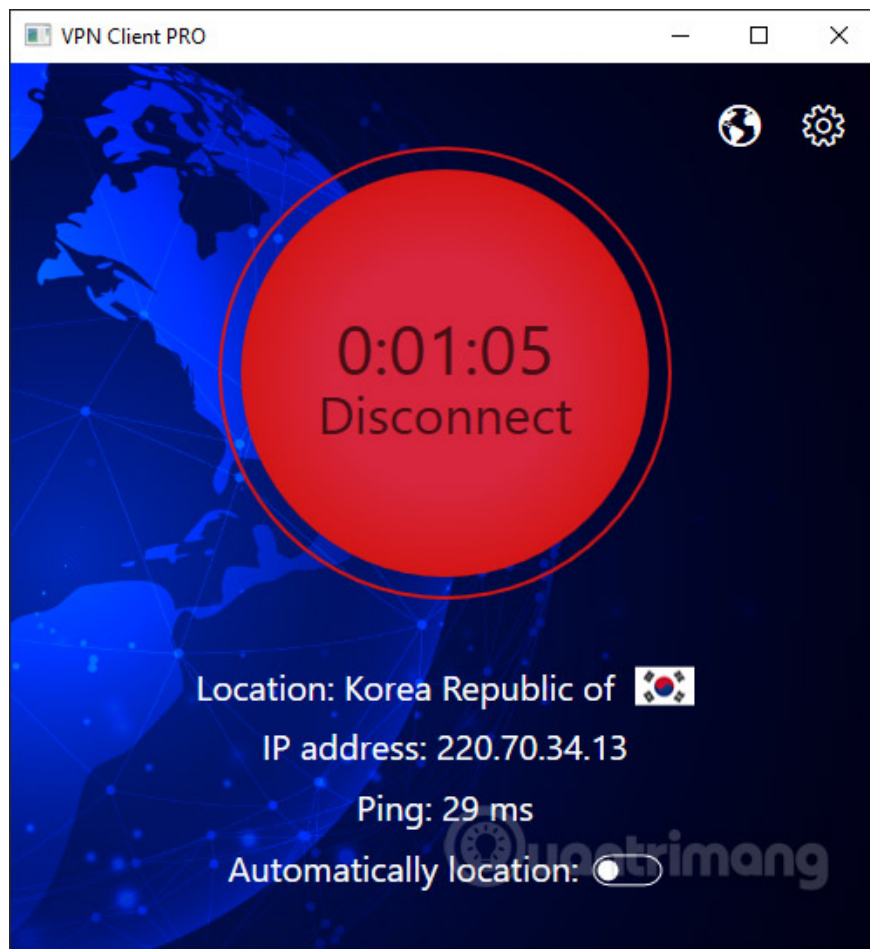 VPN Client PRO
0:01:05
Disconnect
Location: Korea Republic of
IP address: 220.70.34.13
Ping: 29 ms
Automatically location:
Quantrimang